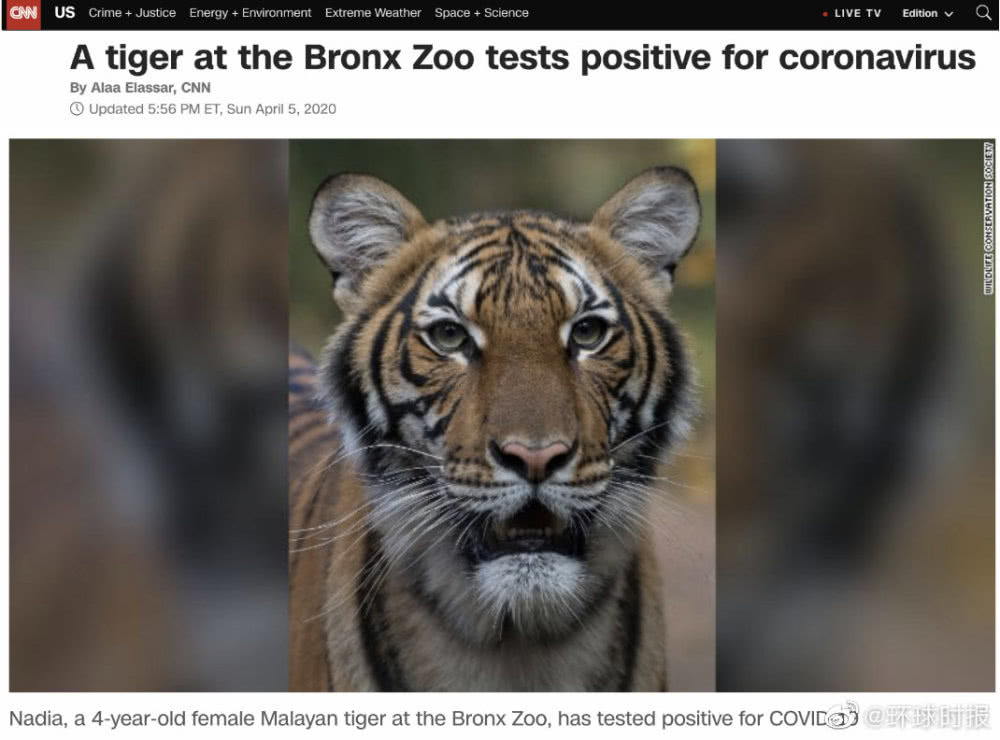 CNN US Crime + Justice Energy + Environment Extreme Weather Space + Science LIVE TV Edition
A tiger at the Bronx Zoo tests positive for coronavirus
By Alaa Elassar, CNN
Updated 5:56 PM ET, Sun April 5, 2020
WILDLIFE CONSERVATION SOCIETY
Nadia, a 4-year-old female Malayan tiger at the Bronx Zoo, has tested positive for COVID-19
@环球时报